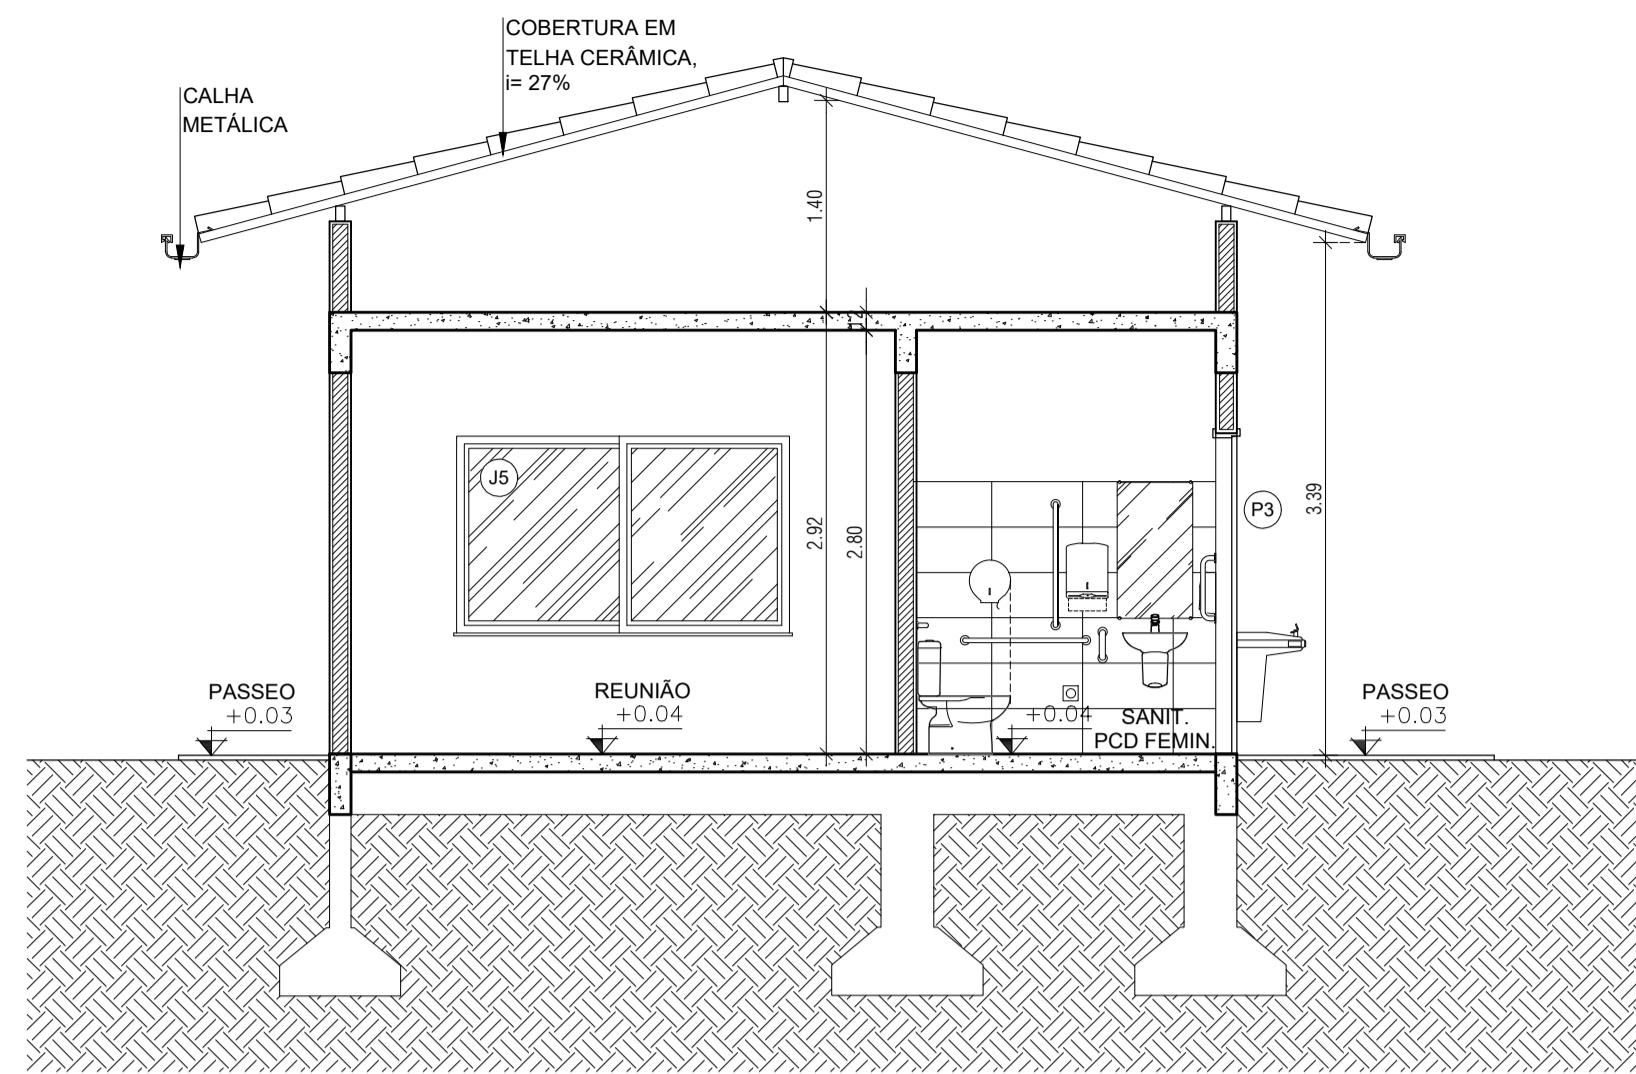 COBERTURA EM
TELHA CERÂMICA,
i= 27%
CALHA
METÁLICA
1.40
12
J5
2.92
2.80
P3
3.39
PASSEO
+0.03
REUNIÃO
+0.04
+0.04
SANIT.
PCD FEMIN.
PASSEO
+0.03